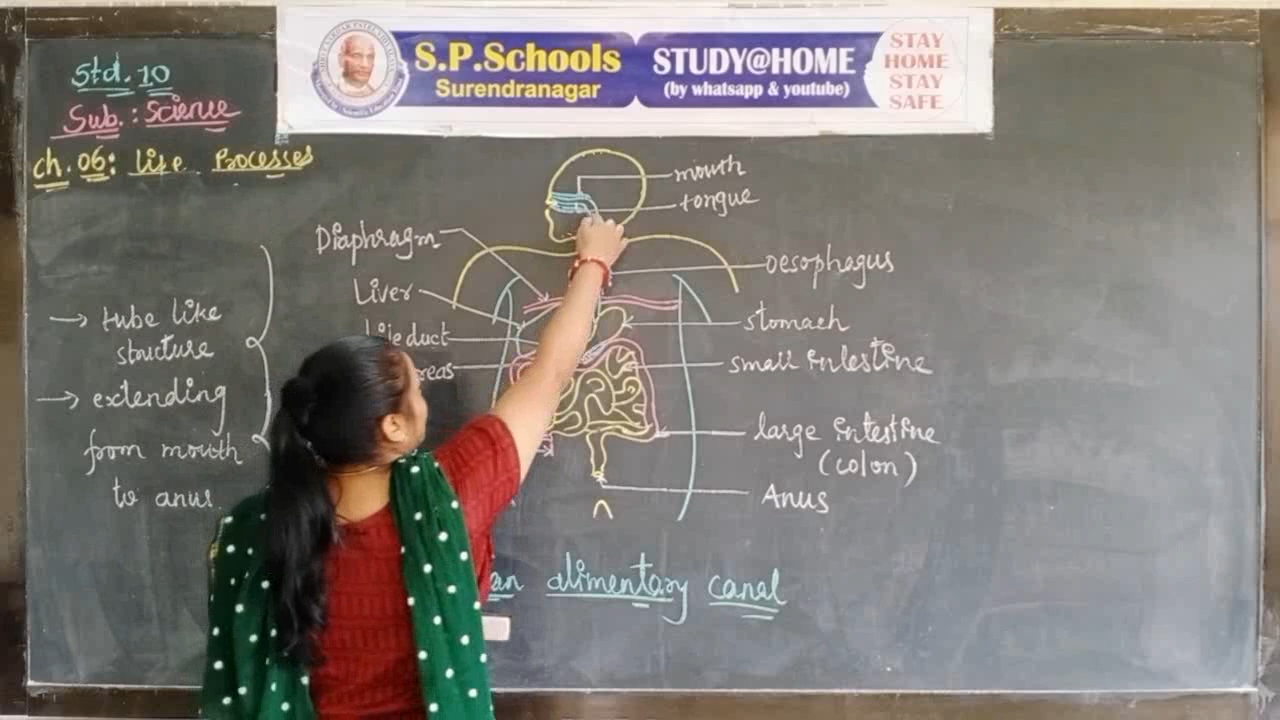 S.P.Schools
Surendranagar
STUDY@HOME
(by whatsapp & youtube)
STAY
HOME
STAY
SAFE
Std. 10
Sub. : Science
Ch. 06: Life Processes
mouth
tongue
Diaphragm
oesophagus
Liver
stomach
duct
small intestine
→ tube like
structure
→ extending
from mouth
to anus
large intestine
(colon)
Anus
alimentary canal